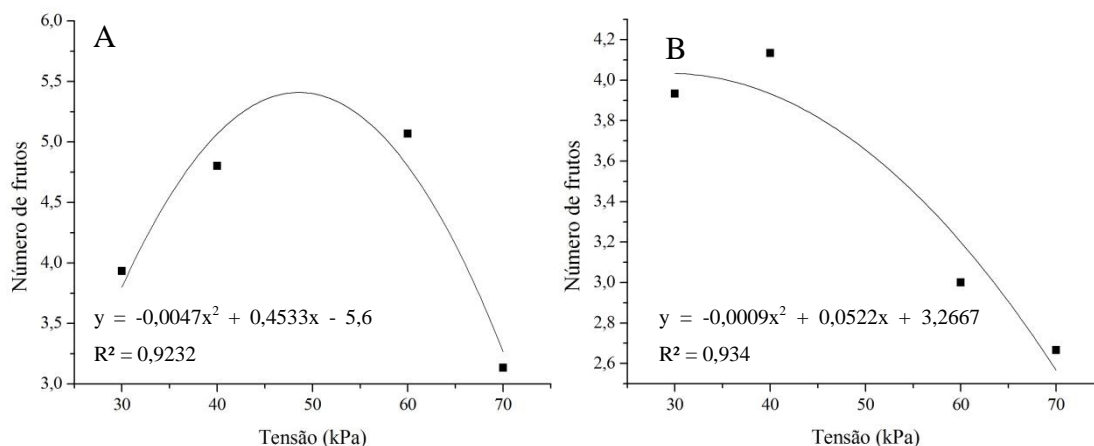 A
Número de frutos
6,0
5,5
5,0
4,5
4,0
3,5
3,0
y = -0,0047x² + 0,4533x - 5,6
R² = 0,9232
30 40 50 60 70
Tensão (kPa)
B
Número de frutos
4,2
4,0
3,8
3,6
3,4
3,2
3,0
2,8
2,6
y = -0,0009x² + 0,0522x + 3,2667
R² = 0,934
30 40 50 60 70
Tensão (kPa)